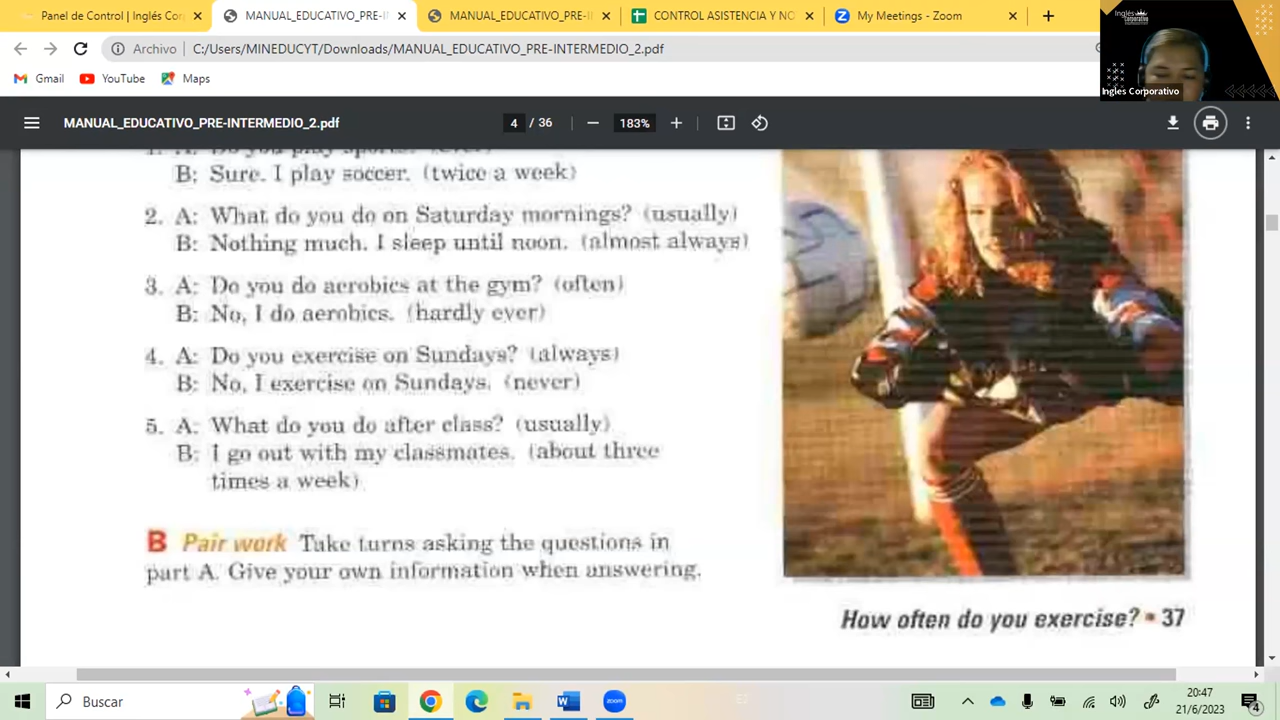 Panel de Control | Inglés Cor
MANUAL_EDUCATIVO_PRE-I
MANUAL_EDUCATIVO_PRE-I
CONTROL ASISTENCIA Y NO
My Meetings - Zoom
Archivo
C:/Users/MINEDUCYT/Downloads/MANUAL_EDUCATIVO_PRE-INTERMEDIO_2.pdf
Gmail
YouTube
Maps
Inglés
Corporativo
Ingles Corporativo
MANUAL_EDUCATIVO_PRE-INTERMEDIO_2.pdf
4 / 36
183%
B: Sure. I play soccer. (twice a week)
2. A: What do you do on Saturday mornings? (usually)
B: Nothing much. I sleep until noon. (almost always)
3. A: Do you do aerobics at the gym? (often)
B: No, I do aerobics. (hardly ever)
4. A: Do you exercise on Sundays? (always)
B: No, I exercise on Sundays. (never)
5. A: What do you do after class? (usually)
B: I go out with my classmates. (about three
times a week)
B Pair work Take turns asking the questions in
part A. Give your own information when answering.
How often do you exercise? • 37
Buscar
20:47
21/6/2023
4